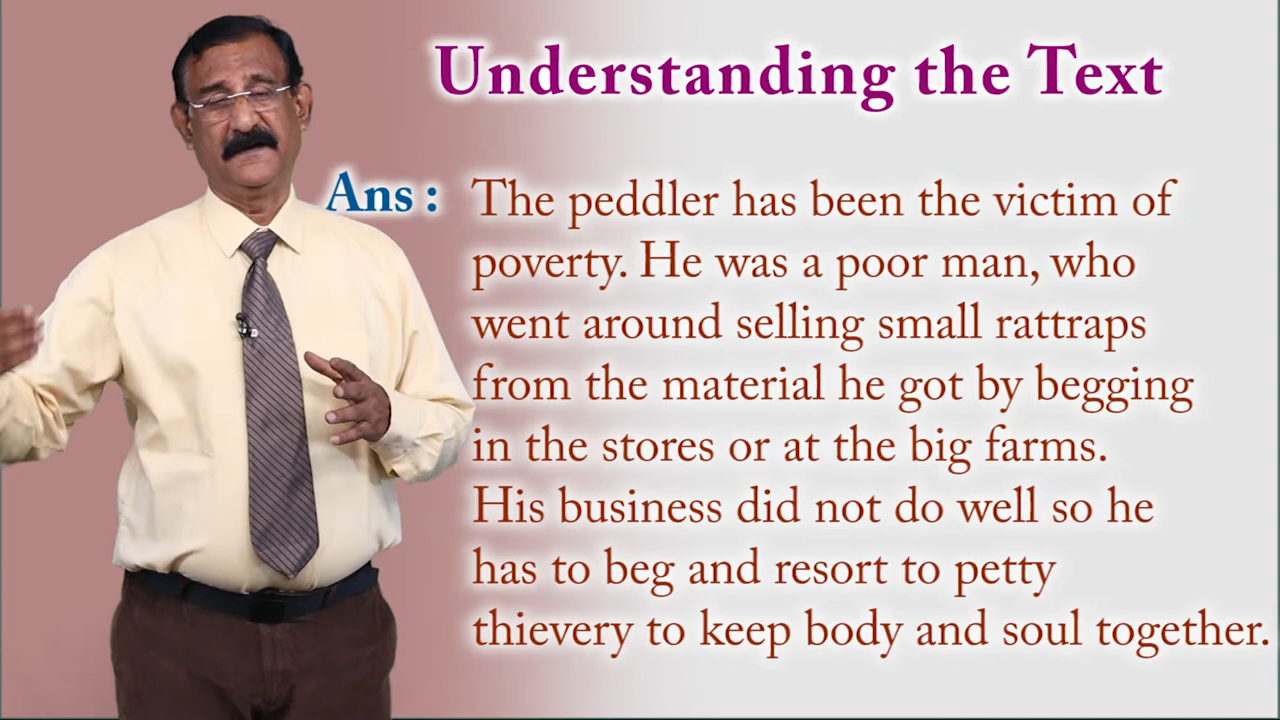 Understanding the Text
Ans : The peddler has been the victim of
poverty. He was a poor man, who
went around selling small rattraps
from the material he got by begging
in the stores or at the big farms.
His business did not do well so he
has to beg and resort to petty
thievery to keep body and soul together.